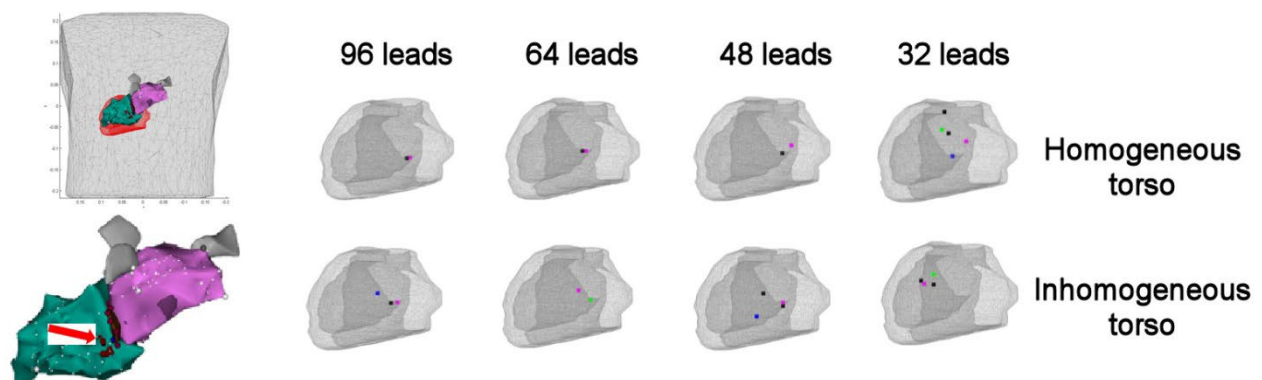 96 leads
64 leads
48 leads
32 leads
Homogeneous
torso
Inhomogeneous
torso